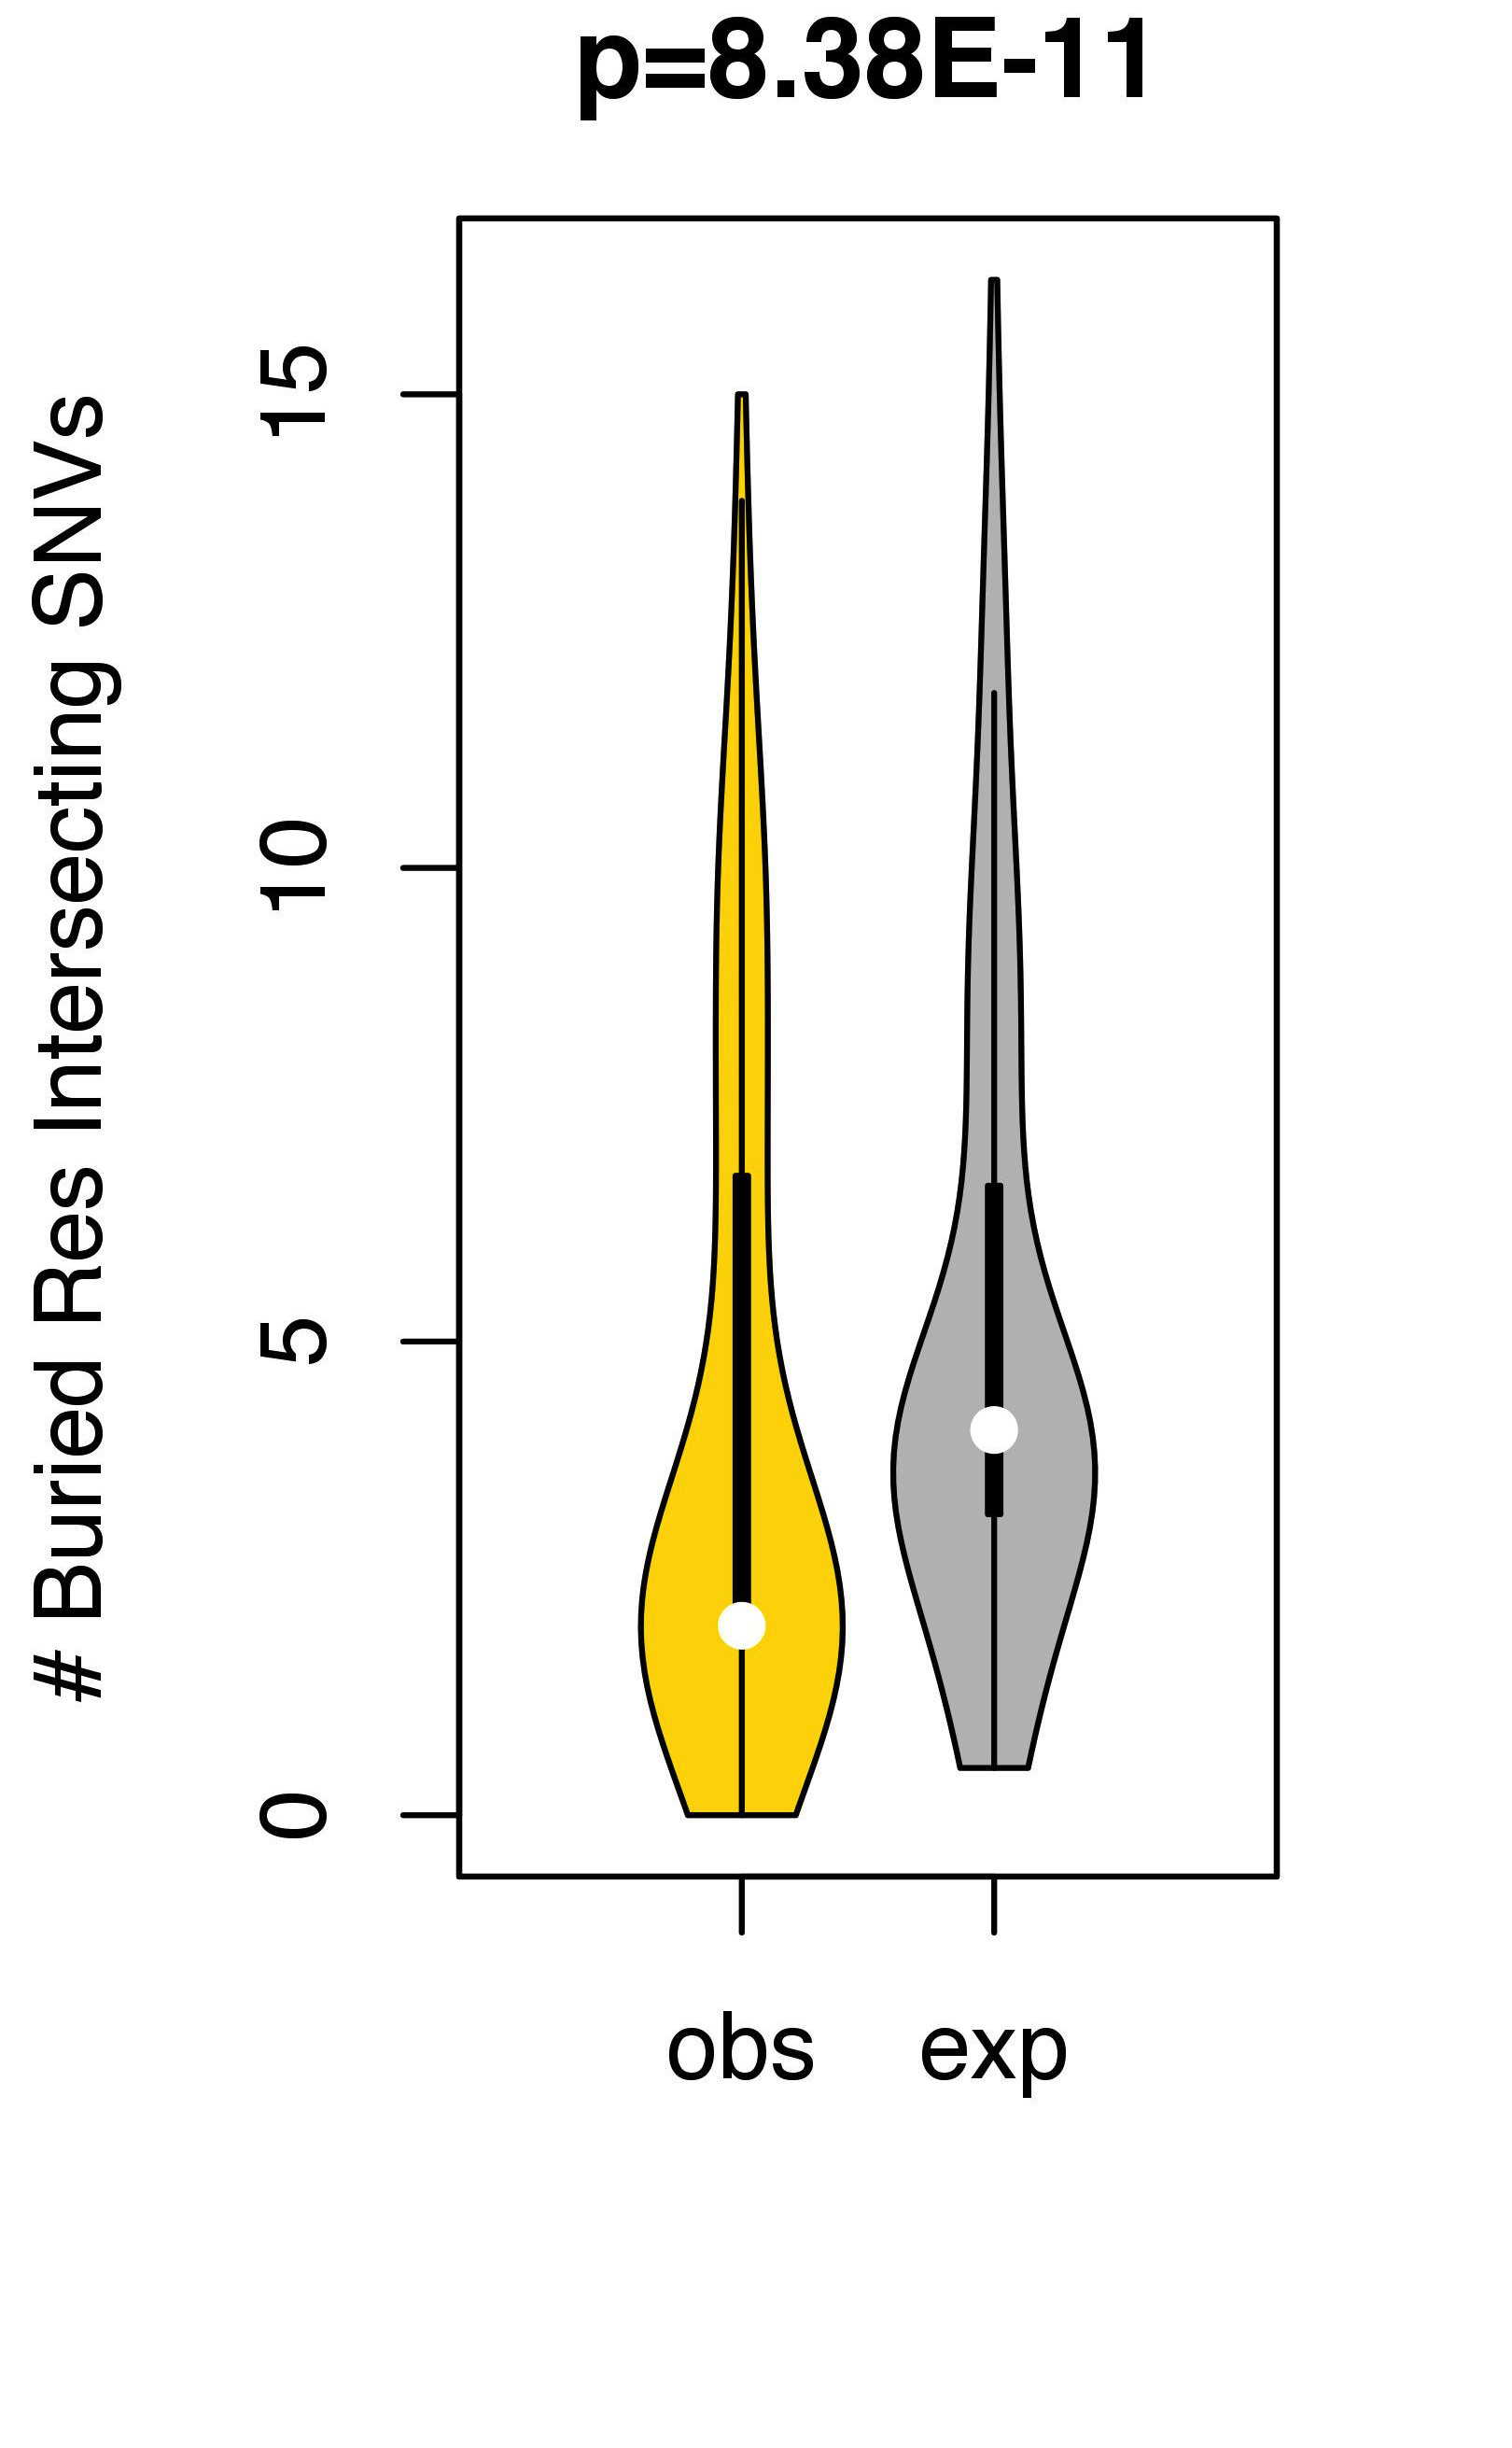 p=8.38E-11
# Buried Res Intersecting SNVs
15
10
5
0
obs exp